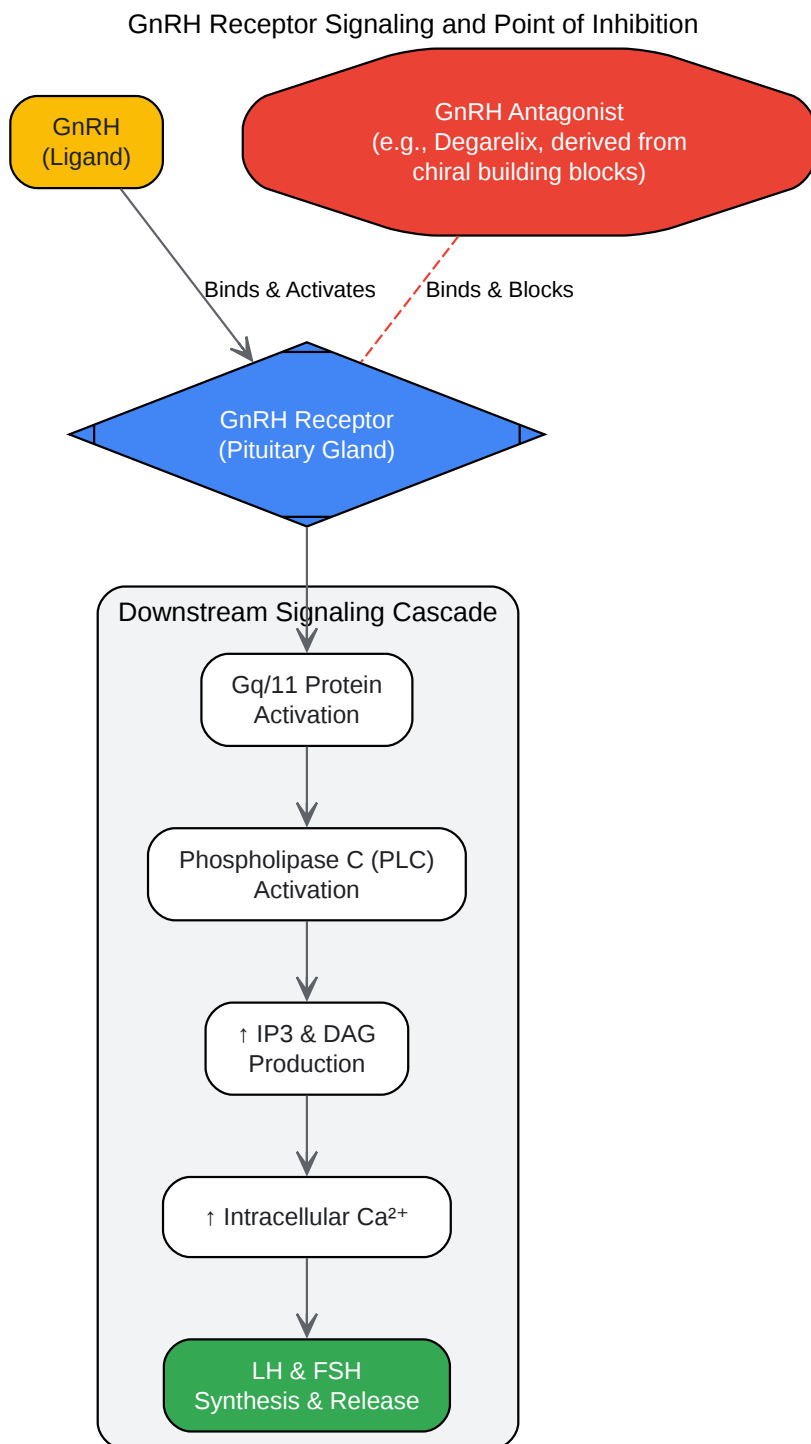 GnRH Receptor Signaling and Point of Inhibition
GnRH
(Ligand)
GnRH Antagonist
(e.g., Degarelix, derived from
chiral building blocks)
Binds & Activates
Binds & Blocks
GnRH Receptor
(Pituitary Gland)
Downstream Signaling Cascade
Gq/11 Protein
Activation
Phospholipase C (PLC)
Activation
↑ IP3 & DAG
Production
↑ Intracellular Ca²⁺
LH & FSH
Synthesis & Release